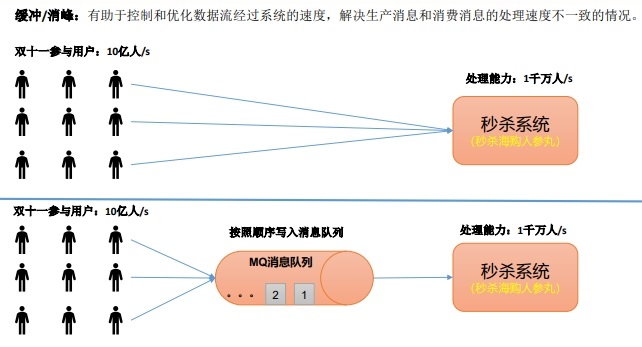 缓冲/消峰：有助于控制和优化数据流经过系统的速度，解决生产消息和消费消息的处理速度不一致的情况。
双十一参与用户：10亿人/s
处理能力：1千万人/s
秒杀系统
(秒杀海购人参丸)
双十一参与用户：10亿人/s
按照顺序写入消息队列
处理能力：1千万人/s
MQ消息队列
秒杀系统
(秒杀海购人参丸)
• • • 2 1